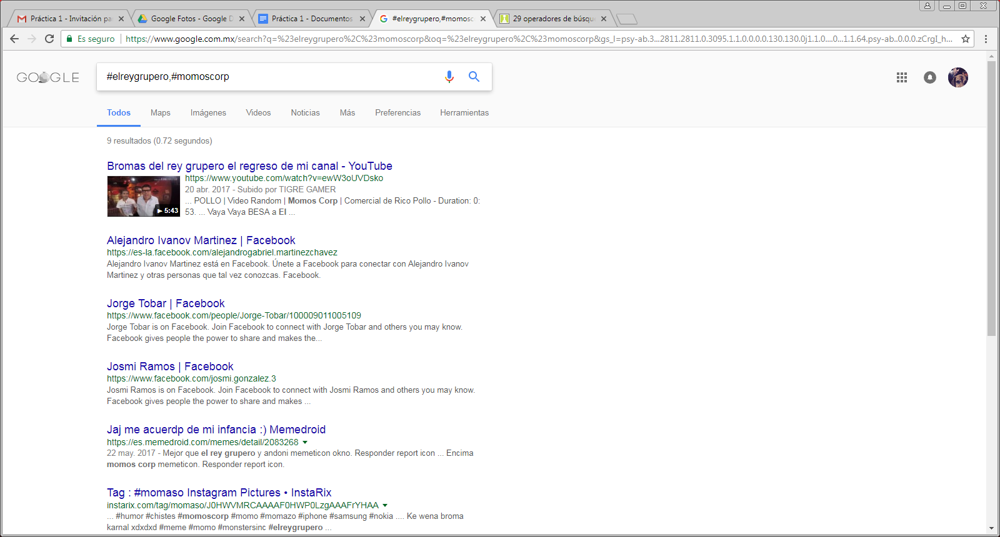 Práctica 1 - Invitación pa
Google Fotos - Google D
Práctica 1 - Documentos
#elreygrupero,#momosc
29 operadores de búsqu
Es seguro
https://www.google.com.mx/search?q=%23elreygrupero%2C%23momoscorp&oq=%23elreygrupero%2C%23momoscorp&gs_l=psy-ab.3...2811.2811.0.3095.1.1.0.0.0.0.130.130.0j1.1.0....0...1.1.64.psy-ab..0.0.0.zCrgI_h...
GOOGLE
#elreygrupero,#momoscorp
Todos Maps Imágenes Videos Noticias Más Preferencias Herramientas
9 resultados (0.72 segundos)
Bromas del rey grupero el regreso de mi canal - YouTube
https://www.youtube.com/watch?v=ewW3oUVDsko
20 abr. 2017 - Subido por TIGRE GAMER
... POLLO | Video Random | Momos Corp | Comercial de Rico Pollo - Duration: 0:
53. ... Vaya Vaya BESA a El ...
5:43
Alejandro Ivanov Martinez | Facebook
https://es-la.facebook.com/alejandrogabriel.martinezchavez
Alejandro Ivanov Martinez está en Facebook. Únete a Facebook para conectar con Alejandro Ivanov
Martinez y otras personas que tal vez conozcas. Facebook.
Jorge Tobar | Facebook
https://www.facebook.com/people/Jorge-Tobar/100009011005109
Jorge Tobar is on Facebook. Join Facebook to connect with Jorge Tobar and others you may know.
Facebook gives people the power to share and makes the...
Josmi Ramos | Facebook
https://www.facebook.com/josmi.gonzalez.3
Josmi Ramos is on Facebook. Join Facebook to connect with Josmi Ramos and others you may know.
Facebook gives people the power to share and makes ...
Jaj me acuerdp de mi infancia :) Memedroid
https://es.memedroid.com/memes/detail/2083268
22 may. 2017 - Mejor que el rey grupero y andoni memeticon okno. Responder report icon ... Encima
momos corp memeticon. Responder report icon.
Tag : #momaso Instagram Pictures • InstaRix
instarix.com/tag/momaso/J0HWVMRCAAAAF0HWP0LzgAAAFrYHAA
... #humor #chistes #momoscorp #momo #momazo #iphone #samsung #nokia .... Ke wena broma
karnal xdxdxd #meme #momo #monstersinc #elreygrupero ...